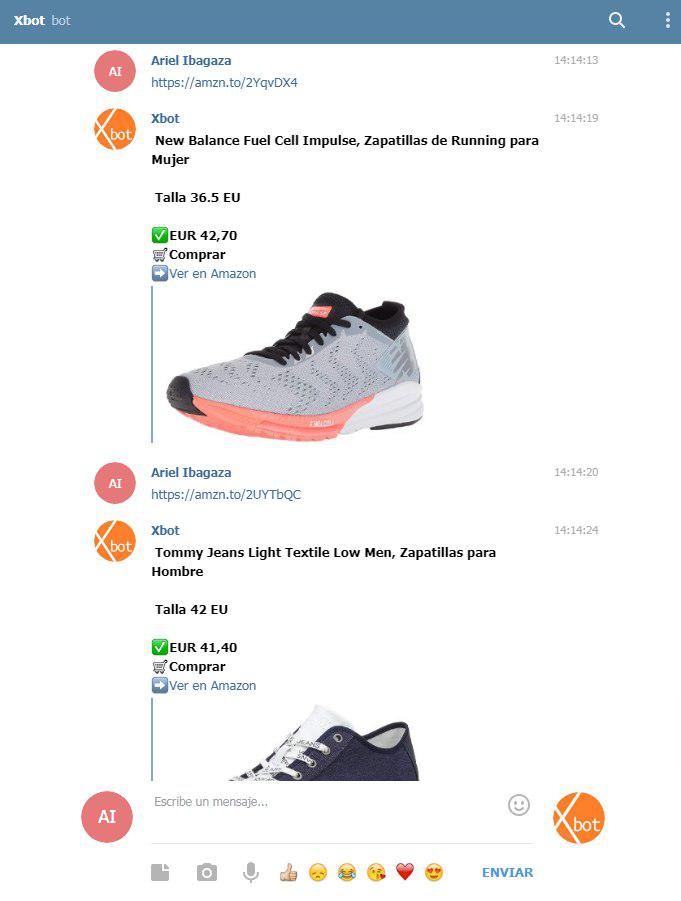 Xbot bot
AI
Ariel Ibagaza 14:14:13
https://amzn.to/2YqvDX4
Xbot
Xbot 14:14:19
New Balance Fuel Cell Impulse, Zapatillas de Running para
Mujer
Talla 36.5 EU
✅EUR 42,70
🛒Comprar
➡️Ver en Amazon
AI
Ariel Ibagaza 14:14:20
https://amzn.to/2UYTbQC
Xbot
Xbot 14:14:24
Tommy Jeans Light Textile Low Men, Zapatillas para
Hombre
Talla 42 EU
✅EUR 41,40
🛒Comprar
➡️Ver en Amazon
AI
Escribe un mensaje...
Xbot
ENVIAR